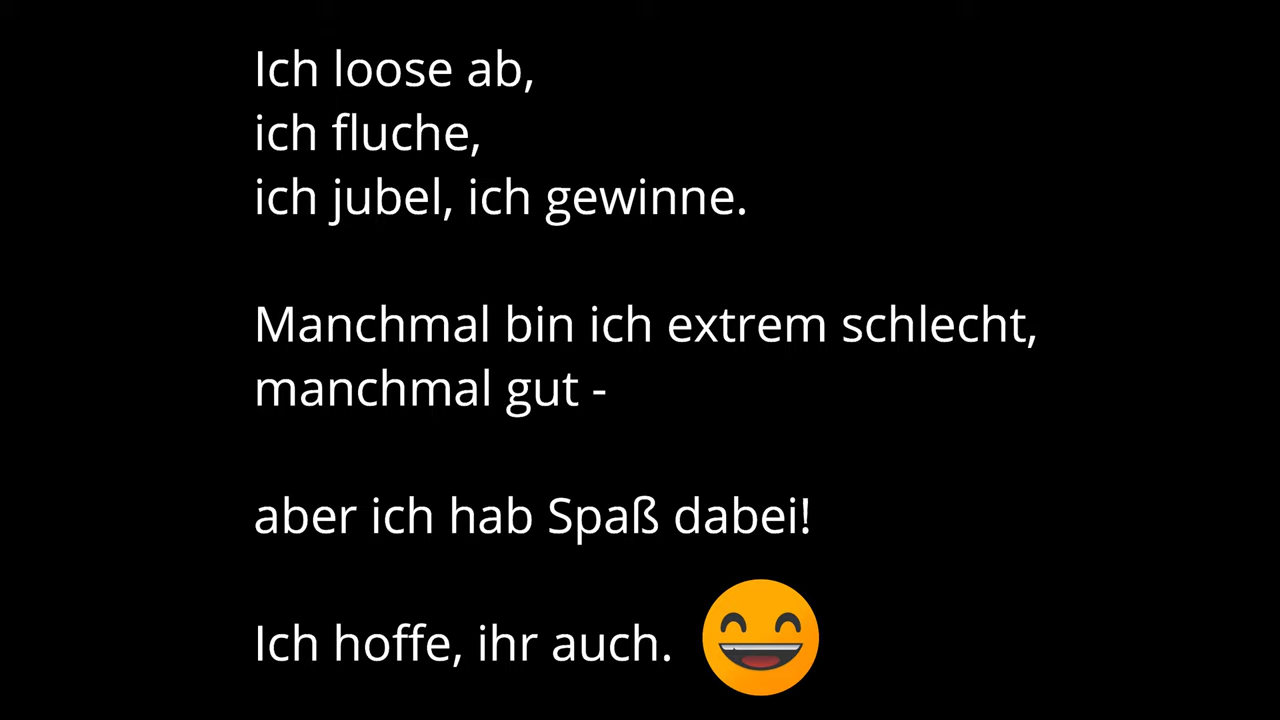 Ich loose ab,
ich fluche,
ich jubel, ich gewinne.
Manchmal bin ich extrem schlecht,
manchmal gut -
aber ich hab Spaß dabei!
Ich hoffe, ihr auch.